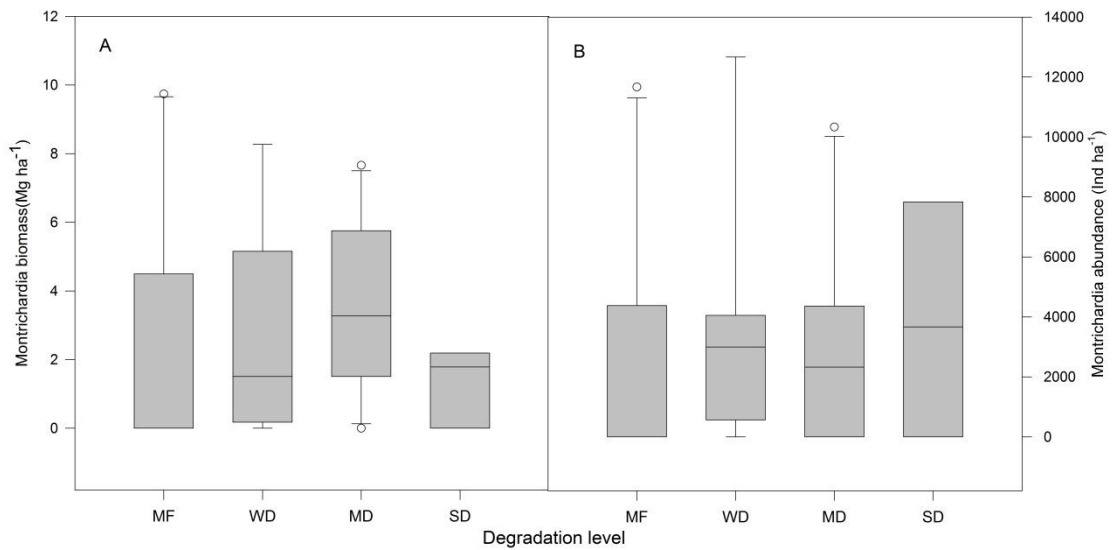 A
B
Montrichardia biomass(Mg ha⁻¹)
12
10
8
6
4
2
0
14000
12000
10000
8000
6000
4000
2000
0
Montrichardia abundance (Ind ha⁻¹)
MF WD MD SD
MF WD MD SD
Degradation level